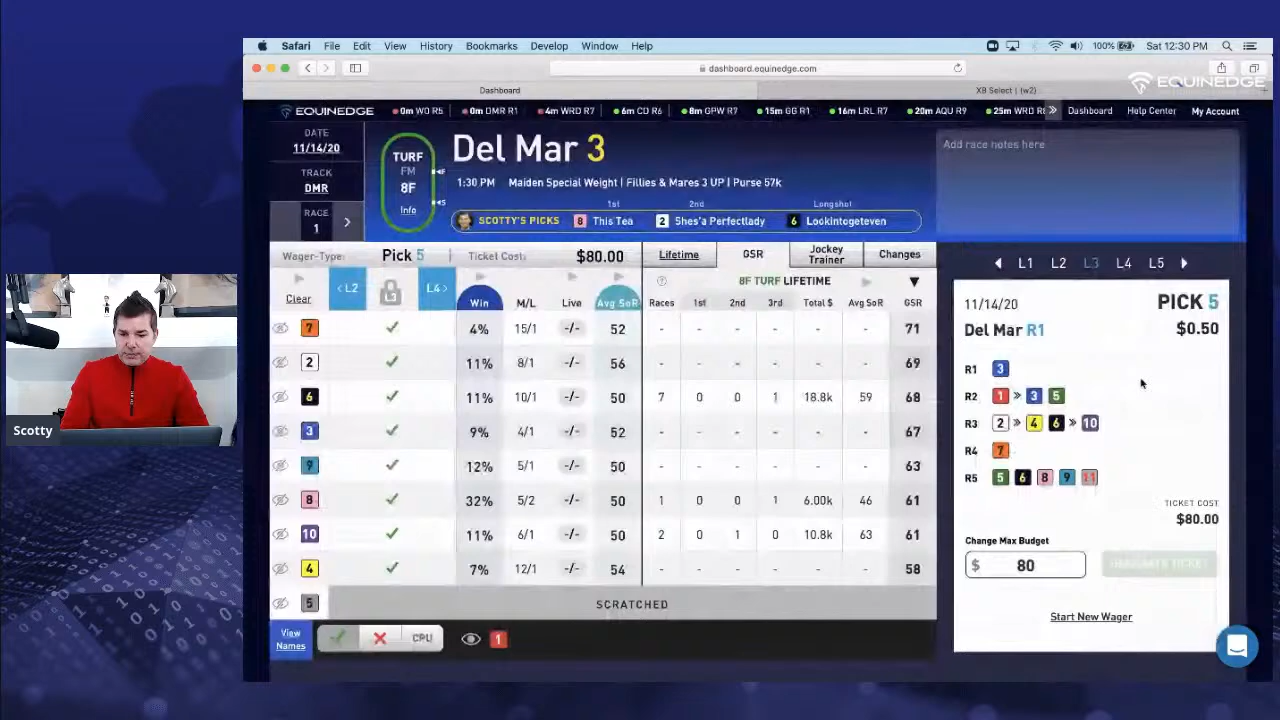 Safari File Edit View History Bookmarks Develop Window Help 100% Sat 12:30 PM
dashboard.equinedge.com
EQUINEDGE
Dashboard XB Select | (w2)
EQUINEDGE 0m WO R5 0m DMR R1 4m WRD R7 6m CD R6 8m GPW R7 15m GG R1 16m LRL R7 20m AQU R9 25m WRD R8 » Dashboard Help Center My Account
DATE
11/14/20
TRACK
DMR
RACE
1
TURF
FM
8F
Info
Del Mar 3
1:30 PM Maiden Special Weight | Fillies & Mares 3 UP | Purse 57k
1st 2nd Longshot
SCOTTY'S PICKS 8 This Tea 2 Shes'a Perfectlady 6 Lookintogeteven
Add race notes here
Wager-Type: Pick 5 Ticket Cost: $80.00
Lifetime GSR Jockey Trainer Changes
Clear <L2 L3 L4> Win M/L Live Avg SoR
8F TURF LIFETIME
Races 1st 2nd 3rd Total $ Avg SoR GSR
7 4% 15/1 -/- 52 - - - - - - 71
2 11% 8/1 -/- 56 - - - - - - 69
6 11% 10/1 -/- 50 7 0 0 1 18.8k 59 68
3 9% 4/1 -/- 52 - - - - - - 67
9 12% 5/1 -/- 50 - - - - - - 63
8 32% 5/2 -/- 50 1 0 0 1 6.00k 46 61
10 11% 6/1 -/- 50 2 0 1 0 10.8k 63 61
4 7% 12/1 -/- 54 - - - - - - 58
5 SCRATCHED
View Names CPU 1
L1 L2 L3 L4 L5
11/14/20 PICK 5
Del Mar R1 $0.50
R1 3
R2 1 » 3 5
R3 2 » 4 6 » 10
R4 7
R5 5 6 8 9 11
TICKET COST
$80.00
Change Max Budget
$ 80
Start New Wager
Scotty